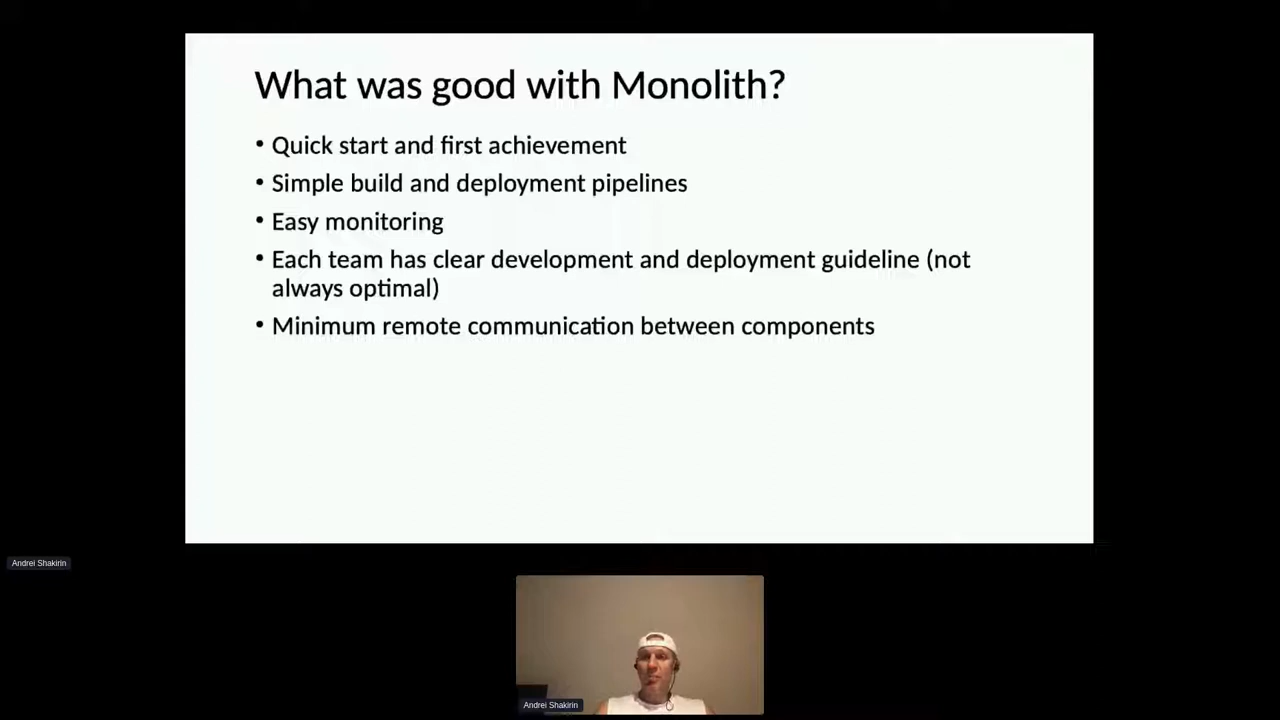 What was good with Monolith?
• Quick start and first achievement
• Simple build and deployment pipelines
• Easy monitoring
• Each team has clear development and deployment guideline (not
always optimal)
• Minimum remote communication between components
Andrei Shakirin
Andrei Shakirin